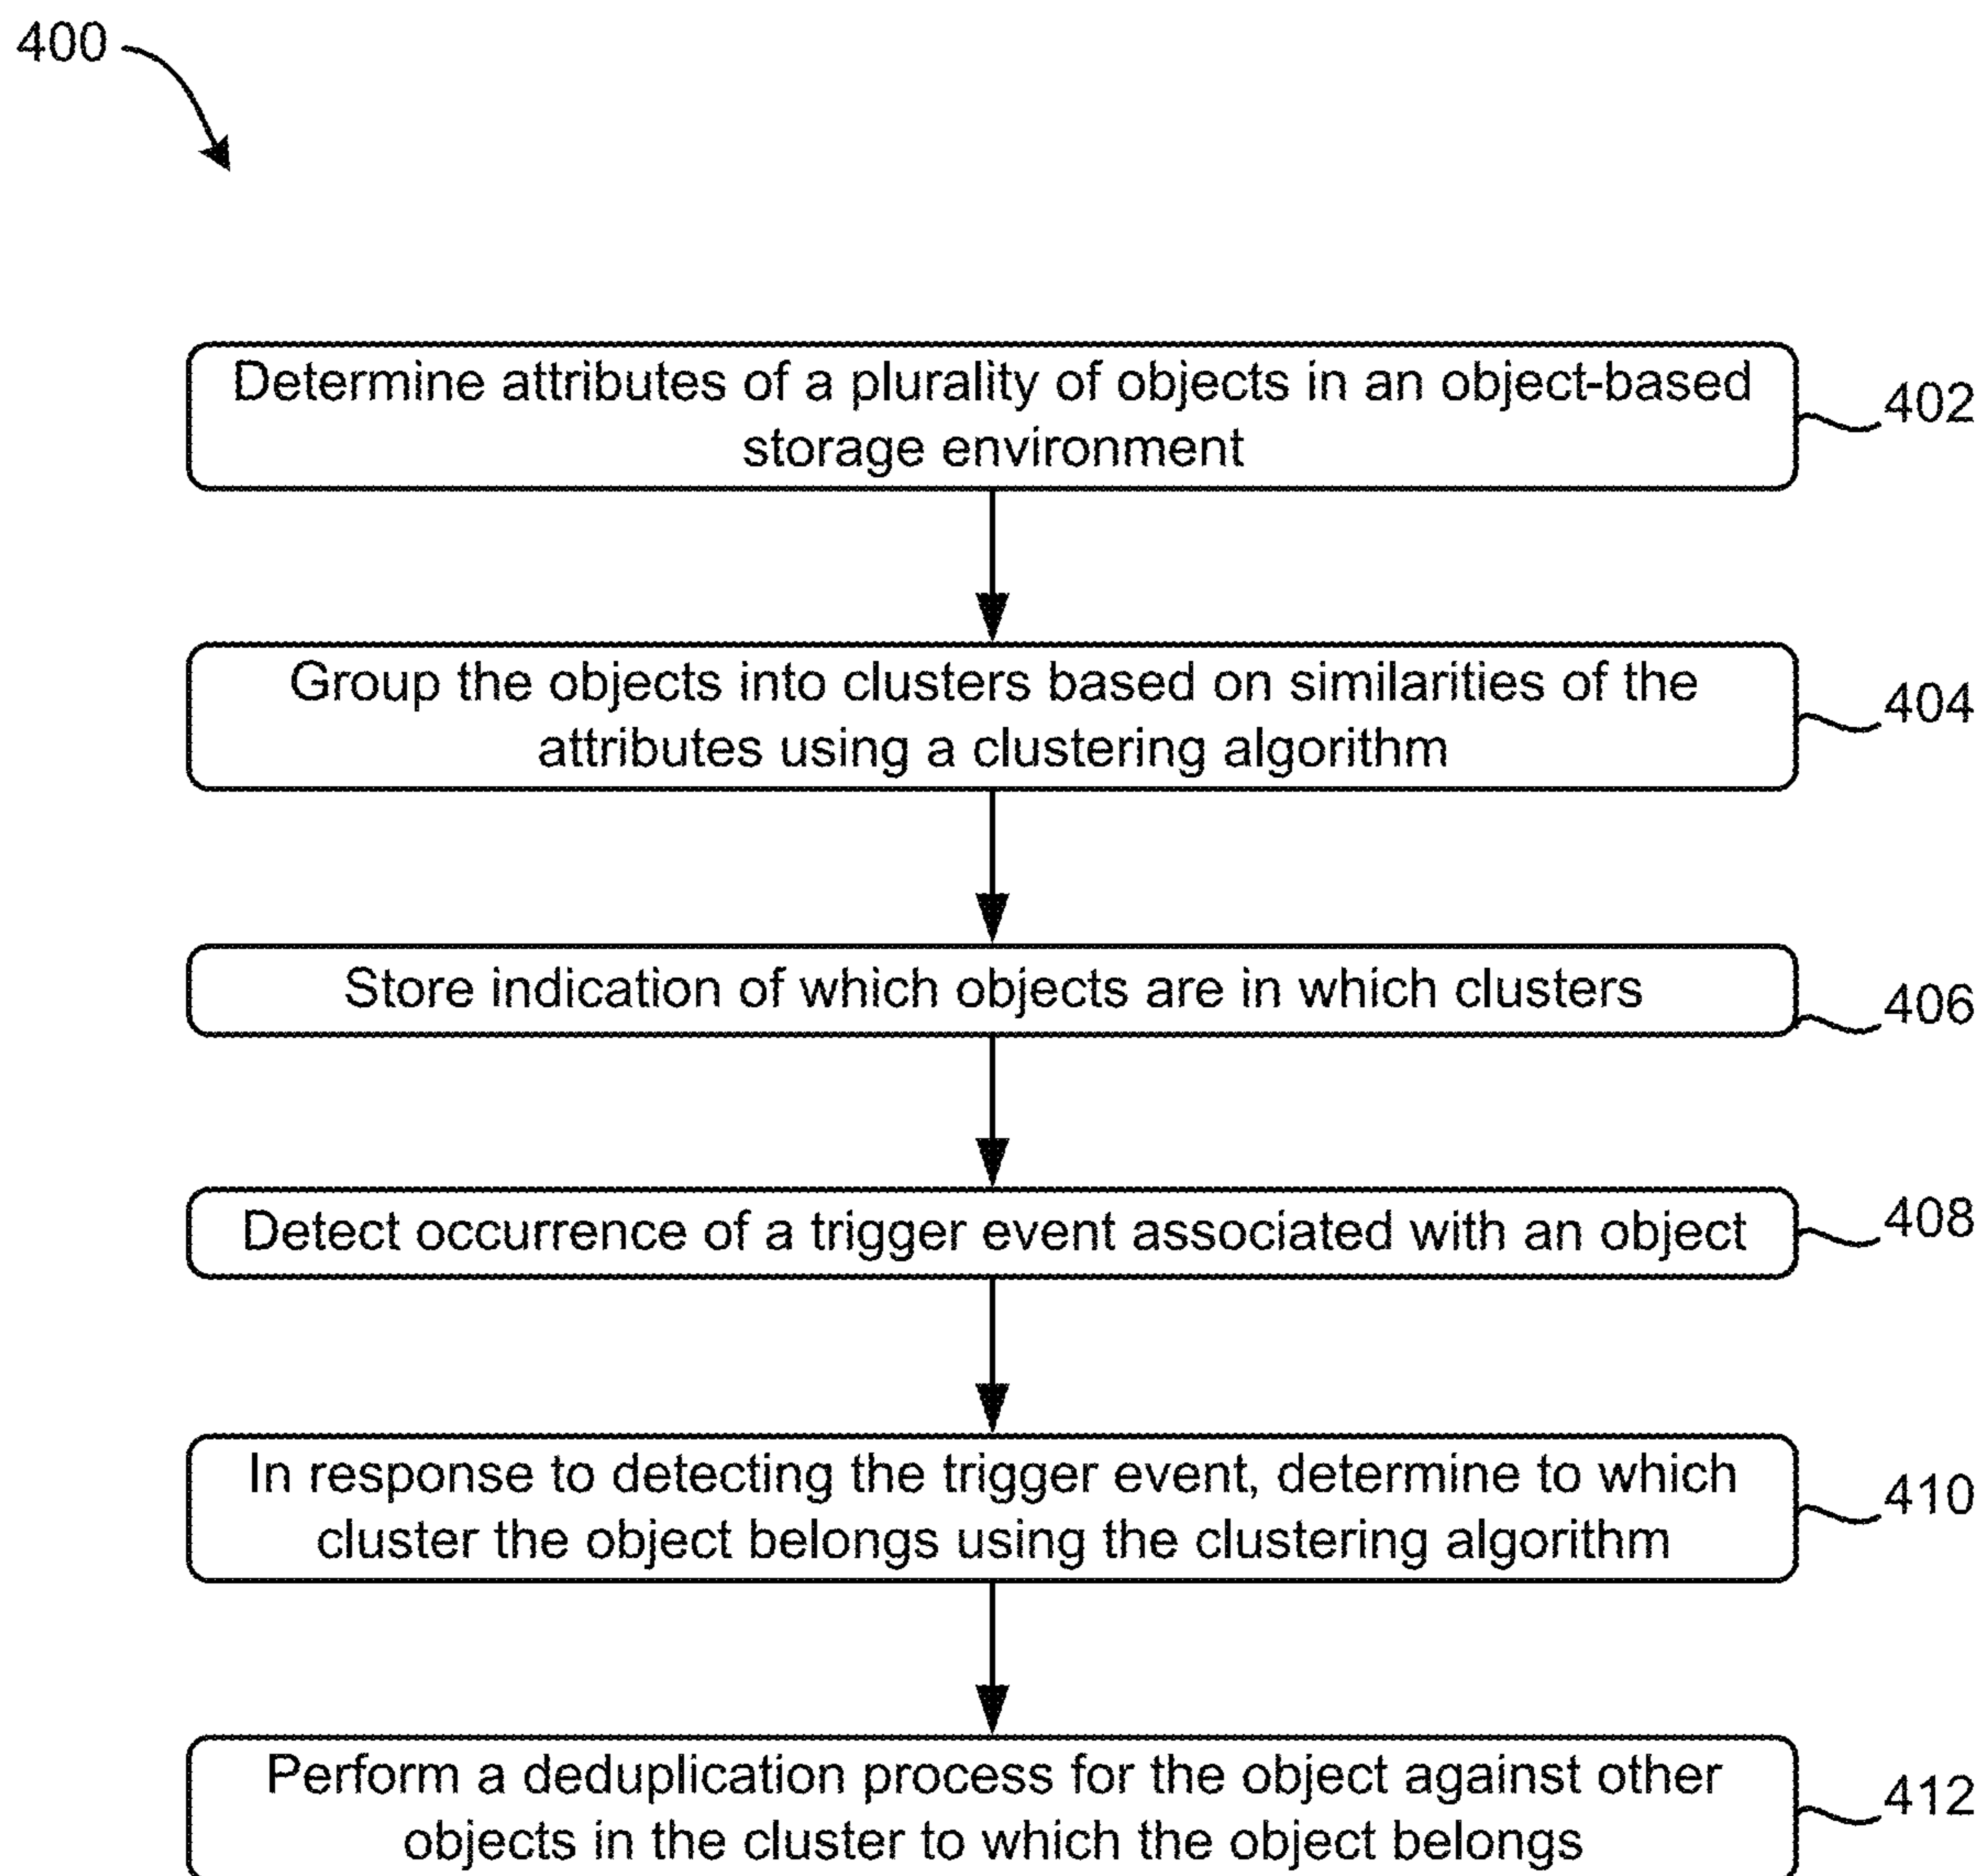 400
Determine attributes of a plurality of objects in an object-based
storage environment
402
Group the objects into clusters based on similarities of the
attributes using a clustering algorithm
404
Store indication of which objects are in which clusters
406
Detect occurrence of a trigger event associated with an object
408
In response to detecting the trigger event, determine to which
cluster the object belongs using the clustering algorithm
410
Perform a deduplication process for the object against other
objects in the cluster to which the object belongs
412